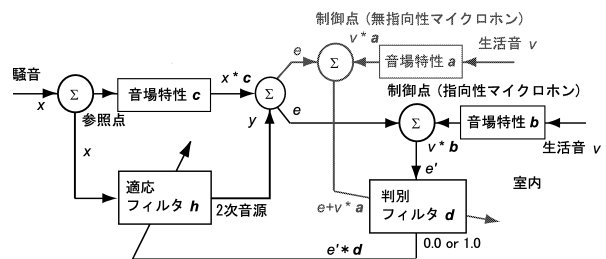 制御点（無指向性マイクロホン）
生活音 v
e
v * a
Σ
音場特性 a
騒音
x
Σ
音場特性 c
x * c
Σ
制御点（指向性マイクロホン）
参照点
y
e
Σ
音場特性 b
v * b
生活音 v
x
e'
室内
適応
フィルタ h
2次音源
e+v * a
判別
フィルタ d
0.0 or 1.0
e'* d